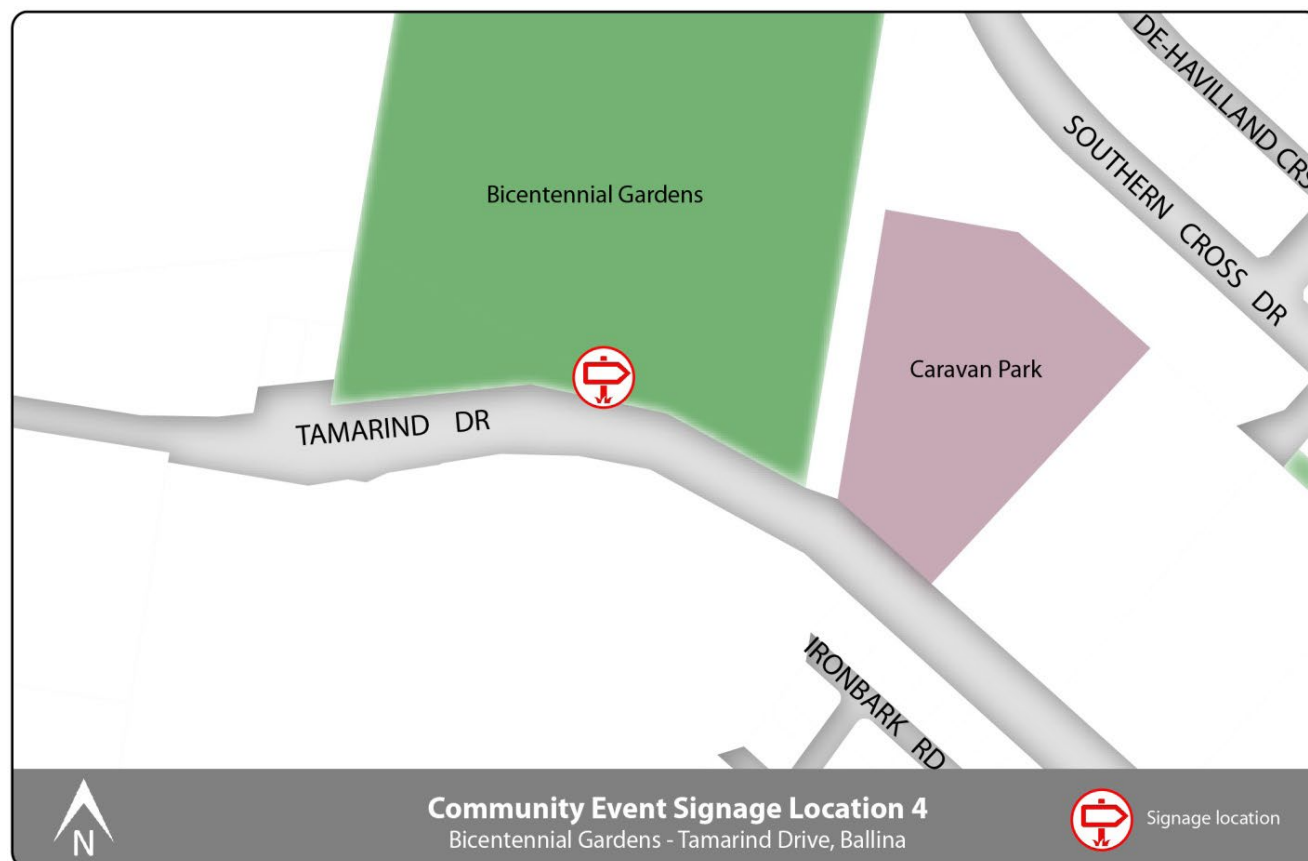 DE-HAVILLAND CRS
SOUTHERN CROSS DR
Bicentennial Gardens
Caravan Park
TAMARIND DR
IRONBARK RD
N
Community Event Signage Location 4
Bicentennial Gardens - Tamarind Drive, Ballina
Signage location